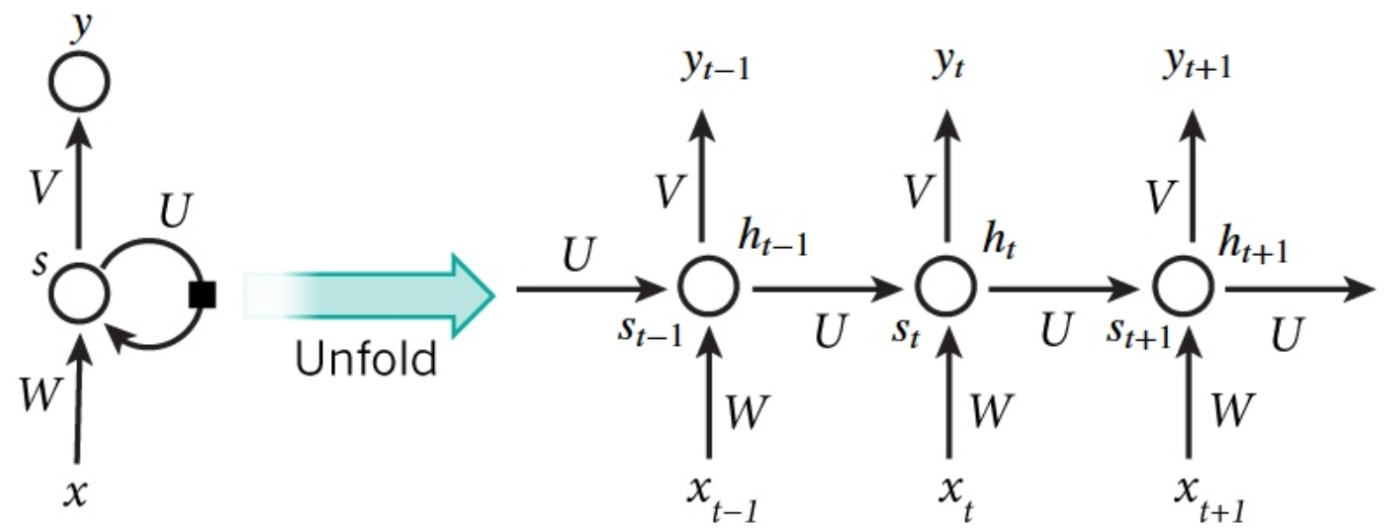 y
V
U
s
W
x
Unfold
y_{t-1} y_t y_{t+1}
V V V
h_{t-1} h_t h_{t+1}
U
s_{t-1} U s_t U s_{t+1} U
W W W
x_{t-1} x_t x_{t+1}